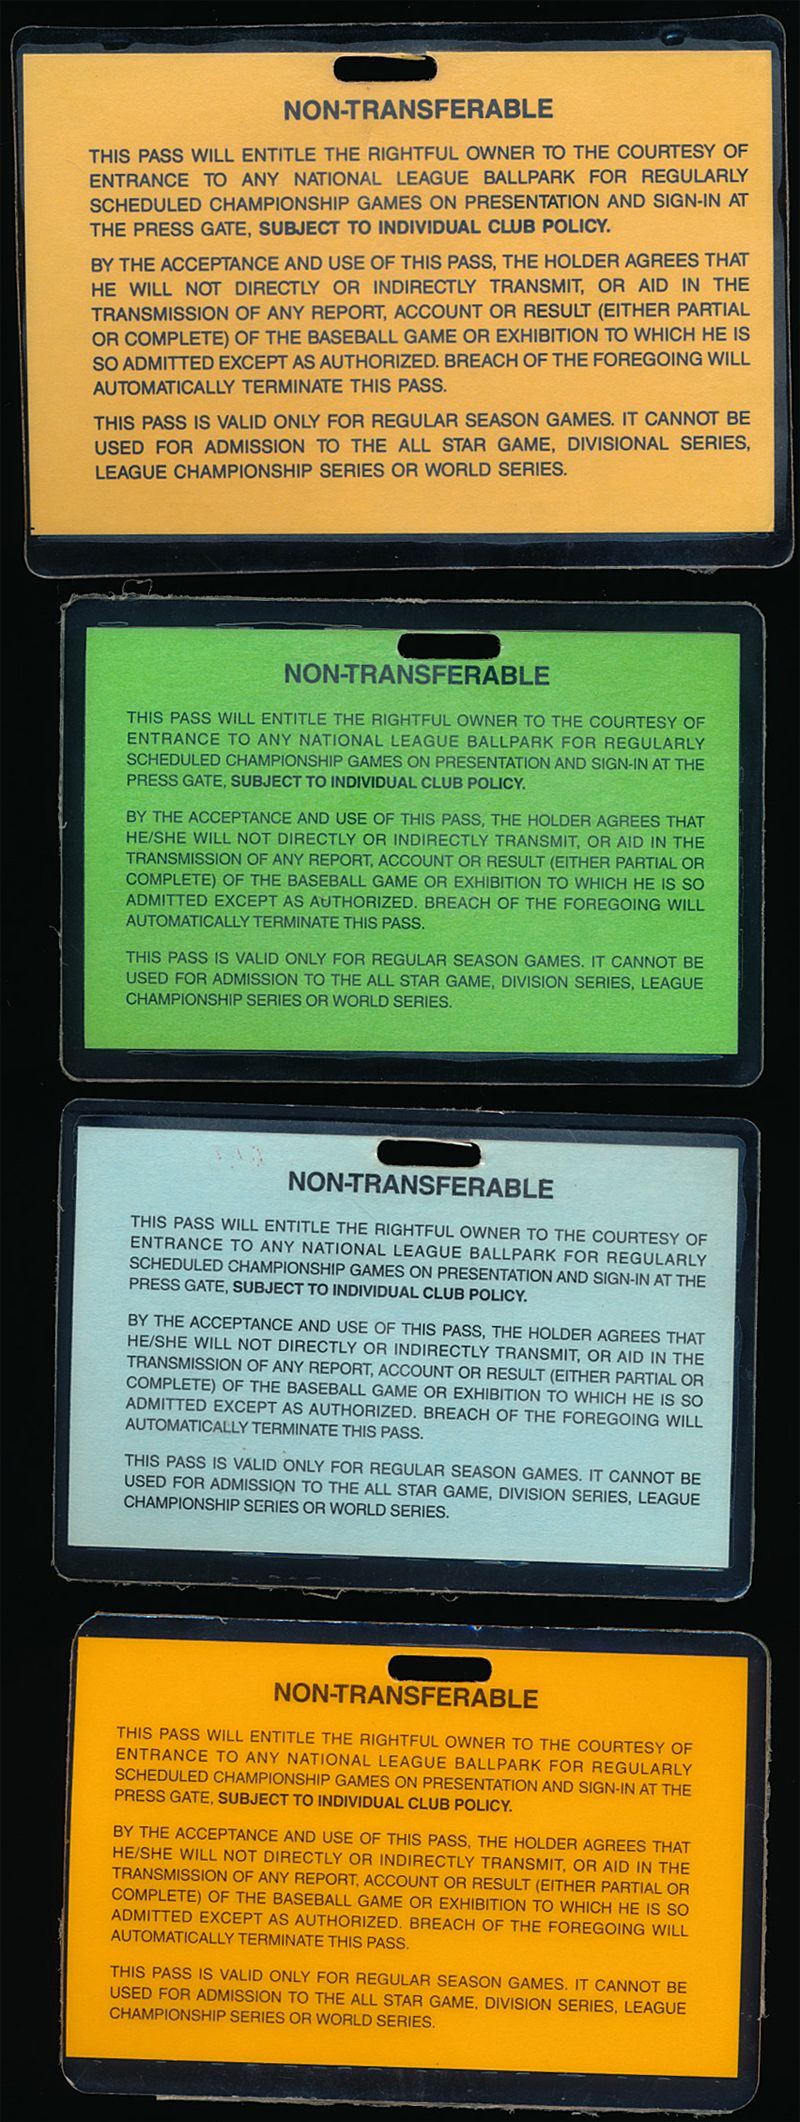 NON-TRANSFERABLE
THIS PASS WILL ENTITLE THE RIGHTFUL OWNER TO THE COURTESY OF
ENTRANCE TO ANY NATIONAL LEAGUE BALLPARK FOR REGULARLY
SCHEDULED CHAMPIONSHIP GAMES ON PRESENTATION AND SIGN-IN AT
THE PRESS GATE, SUBJECT TO INDIVIDUAL CLUB POLICY.
BY THE ACCEPTANCE AND USE OF THIS PASS, THE HOLDER AGREES THAT
HE WILL NOT DIRECTLY OR INDIRECTLY TRANSMIT, OR AID IN THE
TRANSMISSION OF ANY REPORT, ACCOUNT OR RESULT (EITHER PARTIAL
OR COMPLETE) OF THE BASEBALL GAME OR EXHIBITION TO WHICH HE IS
SO ADMITTED EXCEPT AS AUTHORIZED. BREACH OF THE FOREGOING WILL
AUTOMATICALLY TERMINATE THIS PASS.
THIS PASS IS VALID ONLY FOR REGULAR SEASON GAMES. IT CANNOT BE
USED FOR ADMISSION TO THE ALL STAR GAME, DIVISIONAL SERIES,
LEAGUE CHAMPIONSHIP SERIES OR WORLD SERIES.
NON-TRANSFERABLE
THIS PASS WILL ENTITLE THE RIGHTFUL OWNER TO THE COURTESY OF
ENTRANCE TO ANY NATIONAL LEAGUE BALLPARK FOR REGULARLY
SCHEDULED CHAMPIONSHIP GAMES ON PRESENTATION AND SIGN-IN AT THE
PRESS GATE, SUBJECT TO INDIVIDUAL CLUB POLICY.
BY THE ACCEPTANCE AND USE OF THIS PASS, THE HOLDER AGREES THAT
HE/SHE WILL NOT DIRECTLY OR INDIRECTLY TRANSMIT, OR AID IN THE
TRANSMISSION OF ANY REPORT, ACCOUNT OR RESULT (EITHER PARTIAL OR
COMPLETE) OF THE BASEBALL GAME OR EXHIBITION TO WHICH HE IS SO
ADMITTED EXCEPT AS AUTHORIZED. BREACH OF THE FOREGOING WILL
AUTOMATICALLY TERMINATE THIS PASS.
THIS PASS IS VALID ONLY FOR REGULAR SEASON GAMES. IT CANNOT BE
USED FOR ADMISSION TO THE ALL STAR GAME, DIVISION SERIES, LEAGUE
CHAMPIONSHIP SERIES OR WORLD SERIES.
NON-TRANSFERABLE
THIS PASS WILL ENTITLE THE RIGHTFUL OWNER TO THE COURTESY OF
ENTRANCE TO ANY NATIONAL LEAGUE BALLPARK FOR REGULARLY
SCHEDULED CHAMPIONSHIP GAMES ON PRESENTATION AND SIGN-IN AT THE
PRESS GATE, SUBJECT TO INDIVIDUAL CLUB POLICY.
BY THE ACCEPTANCE AND USE OF THIS PASS, THE HOLDER AGREES THAT
HE/SHE WILL NOT DIRECTLY OR INDIRECTLY TRANSMIT, OR AID IN THE
TRANSMISSION OF ANY REPORT, ACCOUNT OR RESULT (EITHER PARTIAL OR
COMPLETE) OF THE BASEBALL GAME OR EXHIBITION TO WHICH HE IS SO
ADMITTED EXCEPT AS AUTHORIZED. BREACH OF THE FOREGOING WILL
AUTOMATICALLY TERMINATE THIS PASS.
THIS PASS IS VALID ONLY FOR REGULAR SEASON GAMES. IT CANNOT BE
USED FOR ADMISSION TO THE ALL STAR GAME, DIVISION SERIES, LEAGUE
CHAMPIONSHIP SERIES OR WORLD SERIES.
NON-TRANSFERABLE
THIS PASS WILL ENTITLE THE RIGHTFUL OWNER TO THE COURTESY OF
ENTRANCE TO ANY NATIONAL LEAGUE BALLPARK FOR REGULARLY
SCHEDULED CHAMPIONSHIP GAMES ON PRESENTATION AND SIGN-IN AT THE
PRESS GATE, SUBJECT TO INDIVIDUAL CLUB POLICY.
BY THE ACCEPTANCE AND USE OF THIS PASS, THE HOLDER AGREES THAT
HE/SHE WILL NOT DIRECTLY OR INDIRECTLY TRANSMIT, OR AID IN THE
TRANSMISSION OF ANY REPORT, ACCOUNT OR RESULT (EITHER PARTIAL OR
COMPLETE) OF THE BASEBALL GAME OR EXHIBITION TO WHICH HE IS SO
ADMITTED EXCEPT AS AUTHORIZED. BREACH OF THE FOREGOING WILL
AUTOMATICALLY TERMINATE THIS PASS.
THIS PASS IS VALID ONLY FOR REGULAR SEASON GAMES. IT CANNOT BE
USED FOR ADMISSION TO THE ALL STAR GAME, DIVISION SERIES, LEAGUE
CHAMPIONSHIP SERIES OR WORLD SERIES.